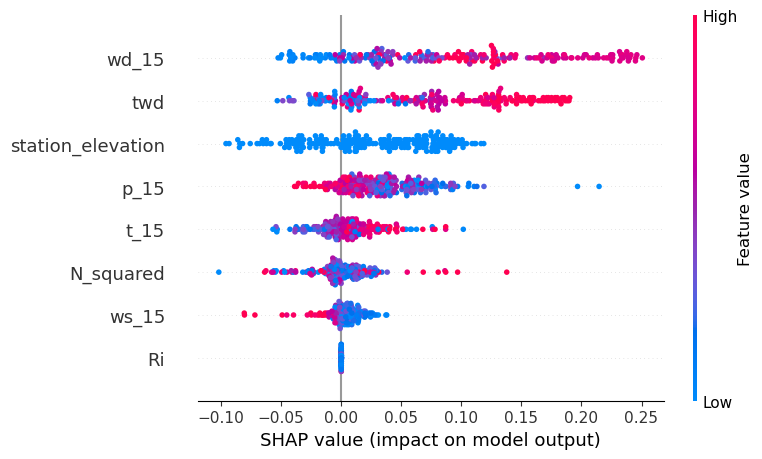 High
wd_15
twd
station_elevation
p_15
t_15
N_squared
ws_15
Ri
Feature value
Low
−0.10 −0.05 0.00 0.05 0.10 0.15 0.20 0.25
SHAP value (impact on model output)